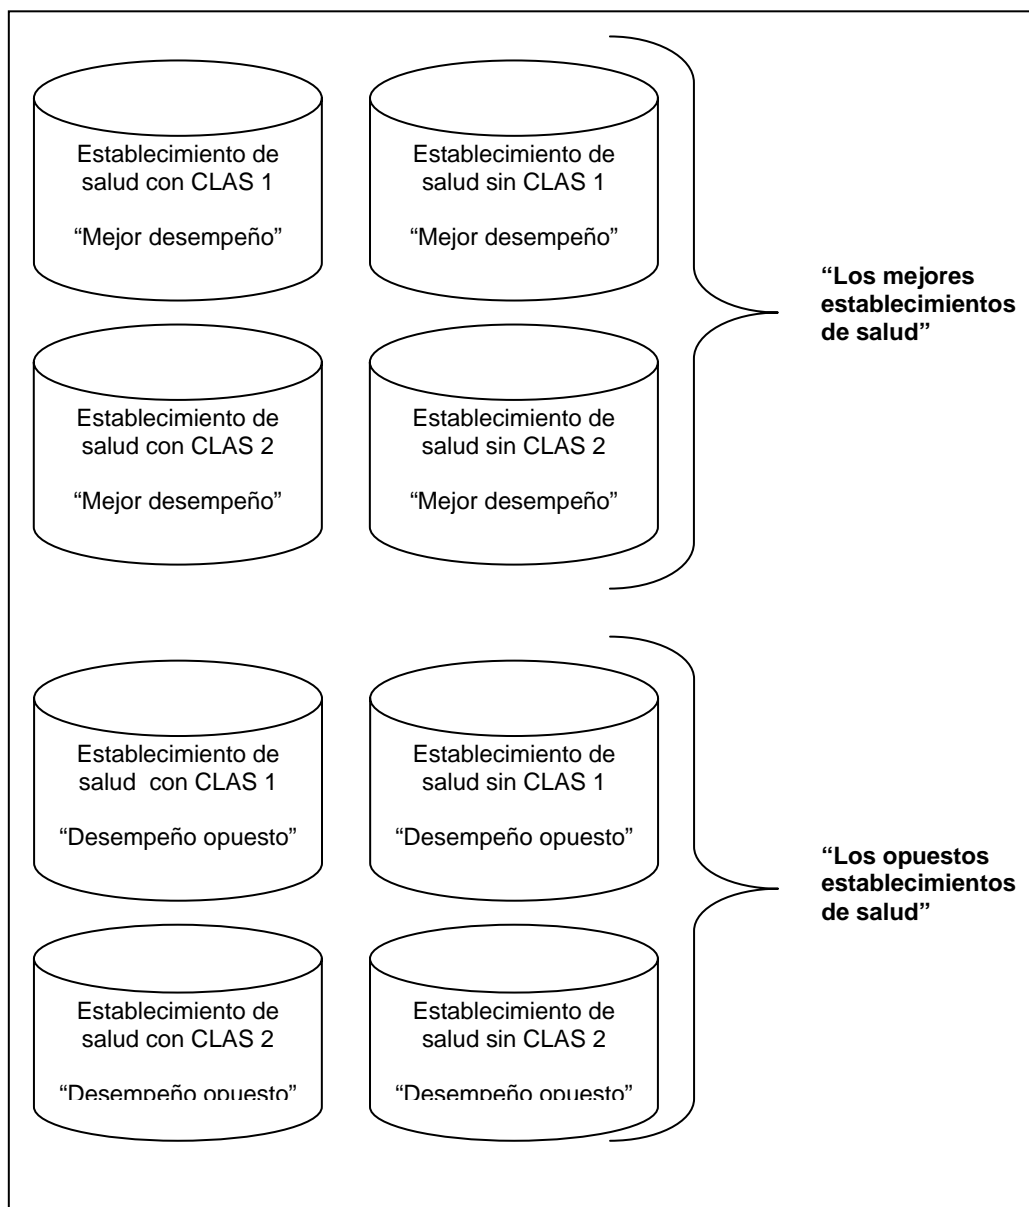 Establecimiento de
salud con CLAS 1
“Mejor desempeño”
Establecimiento de
salud sin CLAS 1
“Mejor desempeño”
Establecimiento de
salud con CLAS 2
“Mejor desempeño”
Establecimiento de
salud sin CLAS 2
“Mejor desempeño”
“Los mejores
establecimientos
de salud”
Establecimiento de
salud  con CLAS 1
“Desempeño opuesto”
Establecimiento de
salud sin CLAS 1
“Desempeño opuesto”
Establecimiento de
salud con CLAS 2
“Desempeño opuesto”
Establecimiento de
salud sin CLAS 2
“Desempeño opuesto”
“Los opuestos
establecimientos
de salud”